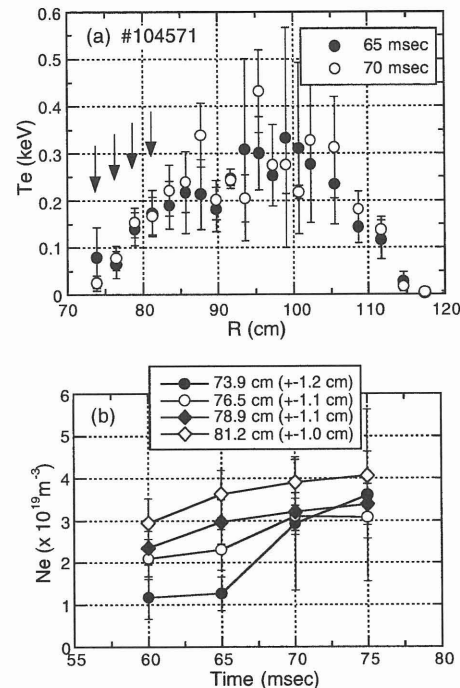 (a) #104571
65 msec
70 msec
Te (keV)
0.6
0.5
0.4
0.3
0.2
0.1
0
70 80 90 100 110 120
R (cm)
(b)
73.9 cm (+-1.2 cm)
76.5 cm (+-1.1 cm)
78.9 cm (+-1.1 cm)
81.2 cm (+-1.0 cm)
Ne (x 10^19 m^-3)
6
5
4
3
2
1
0
55 60 65 70 75 80
Time (msec)